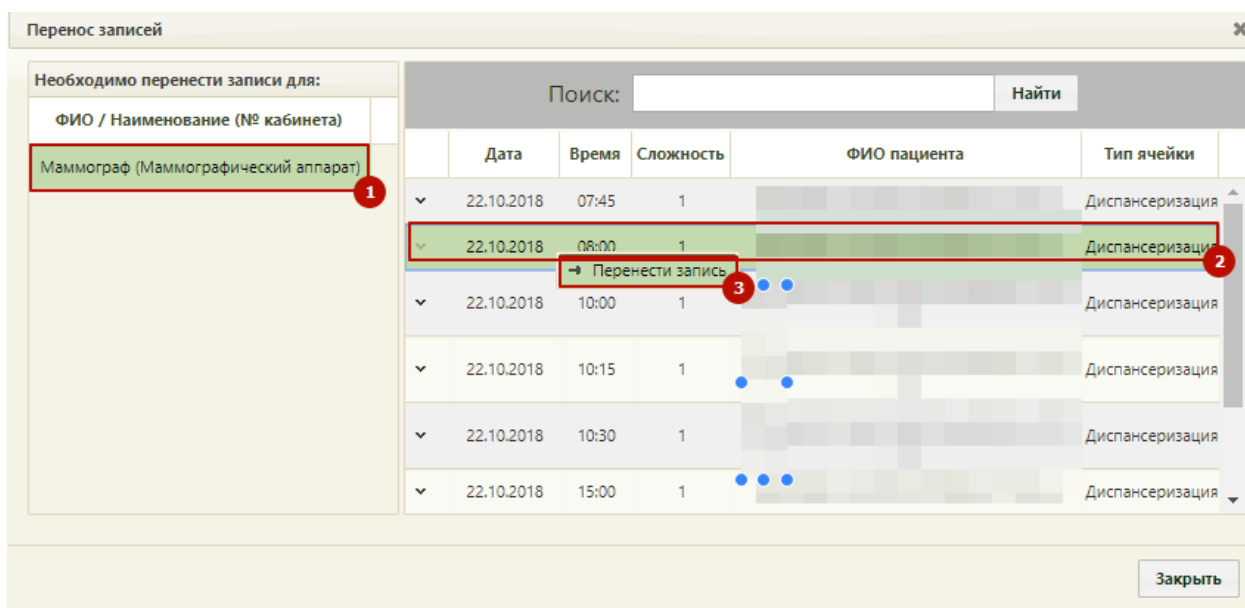 Перенос записей
Необходимо перенести записи для:
ФИО / Наименование (№ кабинета)
Маммограф (Маммографический аппарат)
1
Поиск: Найти
Дата Время Сложность ФИО пациента Тип ячейки
22.10.2018 07:45 1 Диспансеризация
22.10.2018 08:00 1 Диспансеризация
2
Перенести запись
3
22.10.2018 10:00 1 Диспансеризация
22.10.2018 10:15 1 Диспансеризация
22.10.2018 10:30 1 Диспансеризация
22.10.2018 15:00 1 Диспансеризация
Закрыть